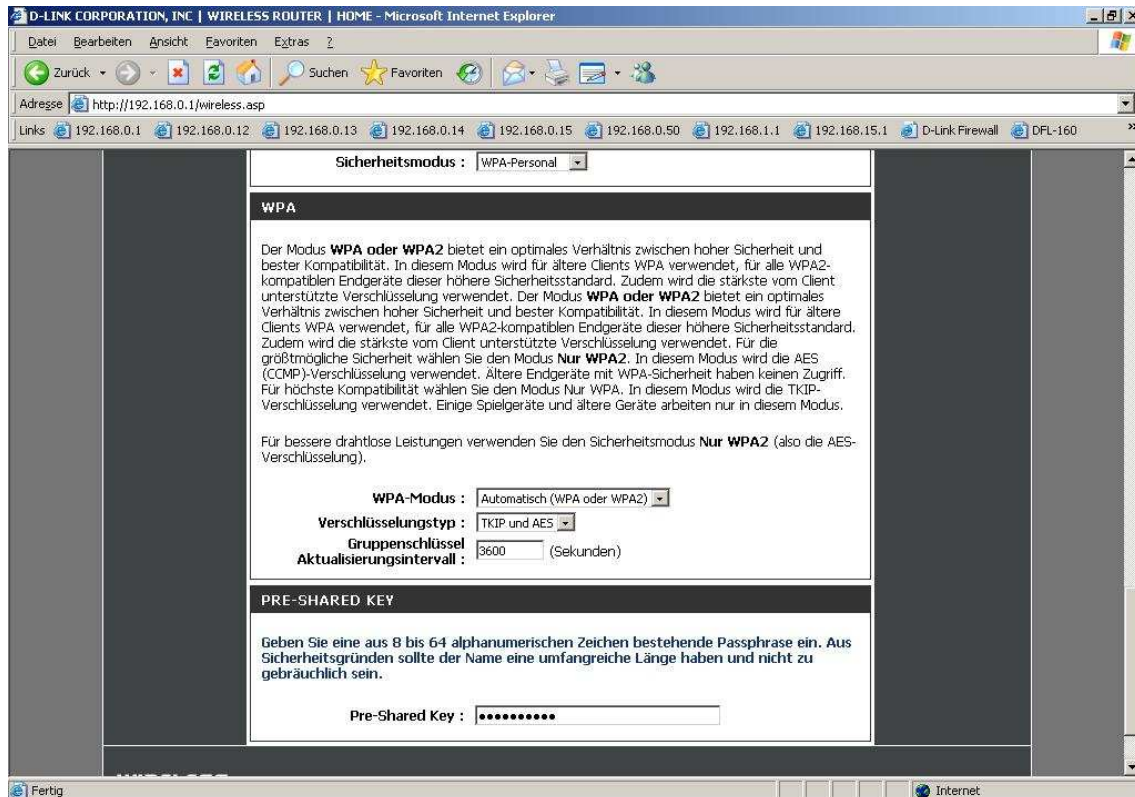 D-LINK CORPORATION, INC | WIRELESS ROUTER | HOME - Microsoft Internet Explorer
Datei Bearbeiten Ansicht Favoriten Extras ?
Zurück Suchen Favoriten
Adresse http://192.168.0.1/wireless.asp
Links 192.168.0.1 192.168.0.12 192.168.0.13 192.168.0.14 192.168.0.15 192.168.0.50 192.168.1.1 192.168.15.1 D-Link Firewall DFL-160 »
Sicherheitsmodus : WPA-Personal
WPA
Der Modus WPA oder WPA2 bietet ein optimales Verhältnis zwischen hoher Sicherheit und
bester Kompatibilität. In diesem Modus wird für ältere Clients WPA verwendet, für alle WPA2-
kompatiblen Endgeräte dieser höhere Sicherheitsstandard. Zudem wird die stärkste vom Client
unterstützte Verschlüsselung verwendet. Der Modus WPA oder WPA2 bietet ein optimales
Verhältnis zwischen hoher Sicherheit und bester Kompatibilität. In diesem Modus wird für ältere
Clients WPA verwendet, für alle WPA2-kompatiblen Endgeräte dieser höhere Sicherheitsstandard.
Zudem wird die stärkste vom Client unterstützte Verschlüsselung verwendet. Für die
größtmögliche Sicherheit wählen Sie den Modus Nur WPA2. In diesem Modus wird die AES
(CCMP)-Verschlüsselung verwendet. Ältere Endgeräte mit WPA-Sicherheit haben keinen Zugriff.
Für höchste Kompatibilität wählen Sie den Modus Nur WPA. In diesem Modus wird die TKIP-
Verschlüsselung verwendet. Einige Spielgeräte und ältere Geräte arbeiten nur in diesem Modus.
Für bessere drahtlose Leistungen verwenden Sie den Sicherheitsmodus Nur WPA2 (also die AES-
Verschlüsselung).
WPA-Modus : Automatisch (WPA oder WPA2)
Verschlüsselungstyp : TKIP und AES
Gruppenschlüssel
Aktualisierungsintervall : 3600 (Sekunden)
PRE-SHARED KEY
Geben Sie eine aus 8 bis 64 alphanumerischen Zeichen bestehende Passphrase ein. Aus
Sicherheitsgründen sollte der Name eine umfangreiche Länge haben und nicht zu
gebräuchlich sein.
Pre-Shared Key : ••••••••••
Fertig Internet